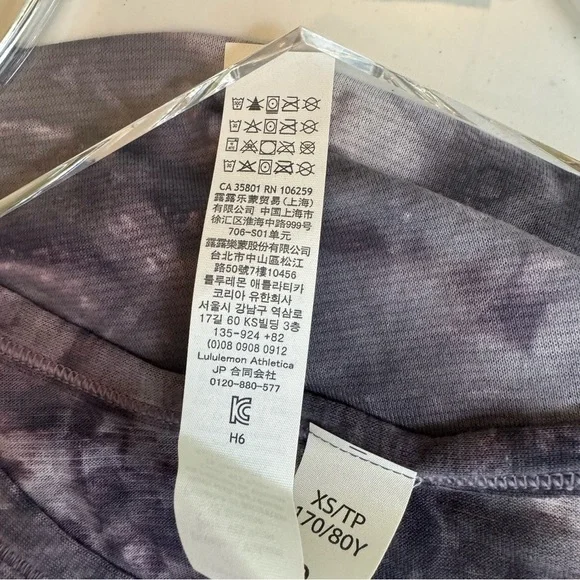 CA 35801 RN 106259
露露乐蒙贸易(上海)
有限公司 中国上海市
徐汇区淮海中路999号
706-S01单元
露露樂蒙股份有限公司
台北市中山區松江
路50號7樓10456
룰루레몬 애틀라티카
코리아 유한회사
서울시 강남구 역삼로
17길 60 KS빌딩 3층
135-924 +82
(0)08 0908 0912
Lululemon Athletica
JP 合同会社
0120-880-577
H6
XS/TP
170/80Y